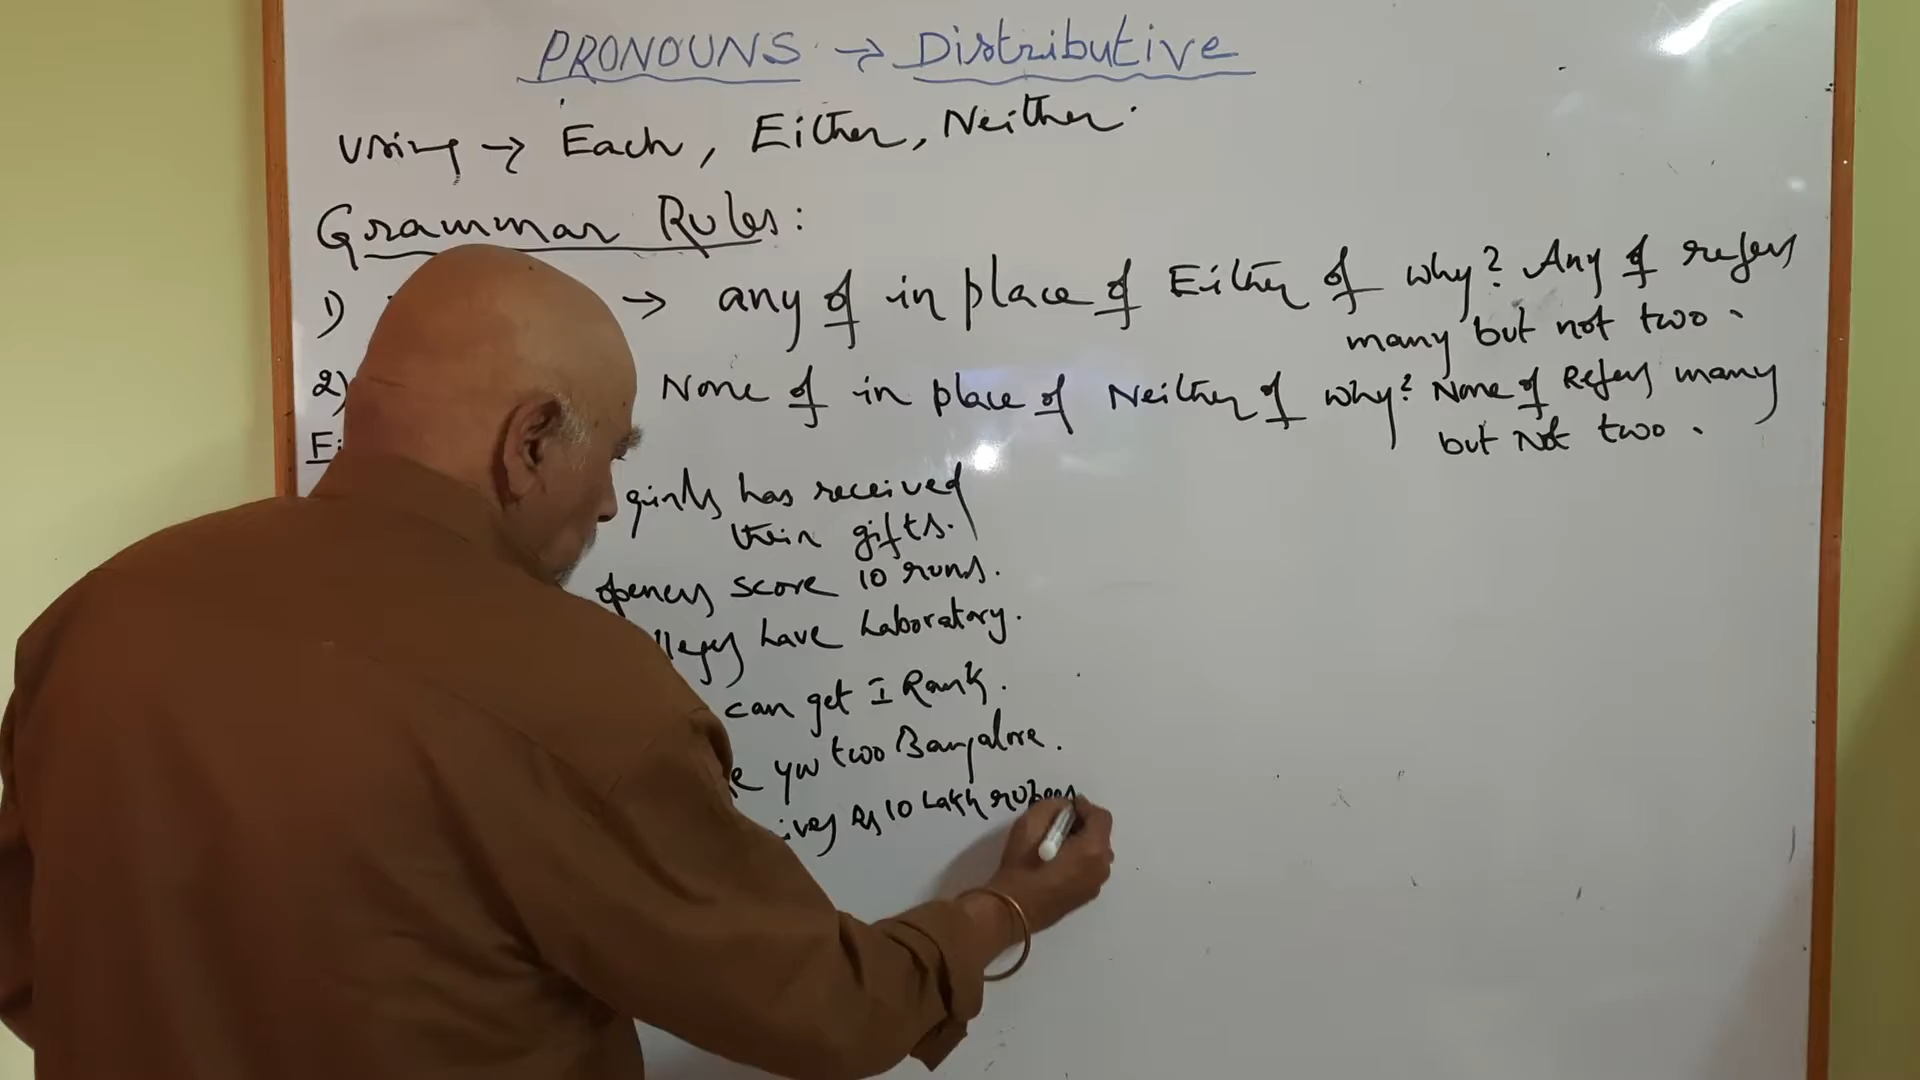 PRONOUNS → Distributive
Using → Each, Either, Neither.
Grammar Rules:
1) → any of in place of Either of why? Any of refers
many but not two.
2) None of in place of Neither of why? None of Refers many
but Not two.
girls has received
their gifts.
openers score 10 runs.
have Laboratory.
can get I Rank.
you two Bangalore.
Rs 10 Lakh rupees